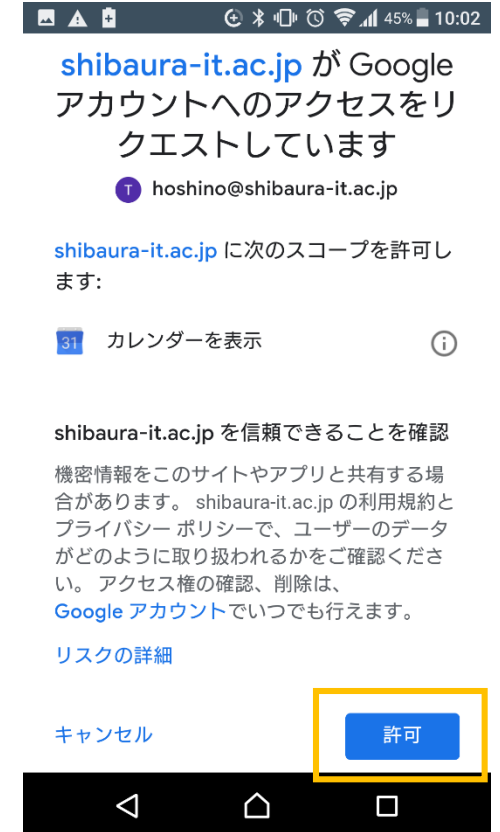 45% 10:02
shibaura-it.ac.jp が Google
アカウントへのアクセスをリ
クエストしています
T hoshino@shibaura-it.ac.jp
shibaura-it.ac.jp に次のスコープを許可し
ます:
31 カレンダーを表示
shibaura-it.ac.jp を信頼できることを確認
機密情報をこのサイトやアプリと共有する場
合があります。 shibaura-it.ac.jp の利用規約と
プライバシー ポリシーで、ユーザーのデータ
がどのように取り扱われるかをご確認くださ
い。 アクセス権の確認、削除は、
Google アカウントでいつでも行えます。
リスクの詳細
キャンセル 許可